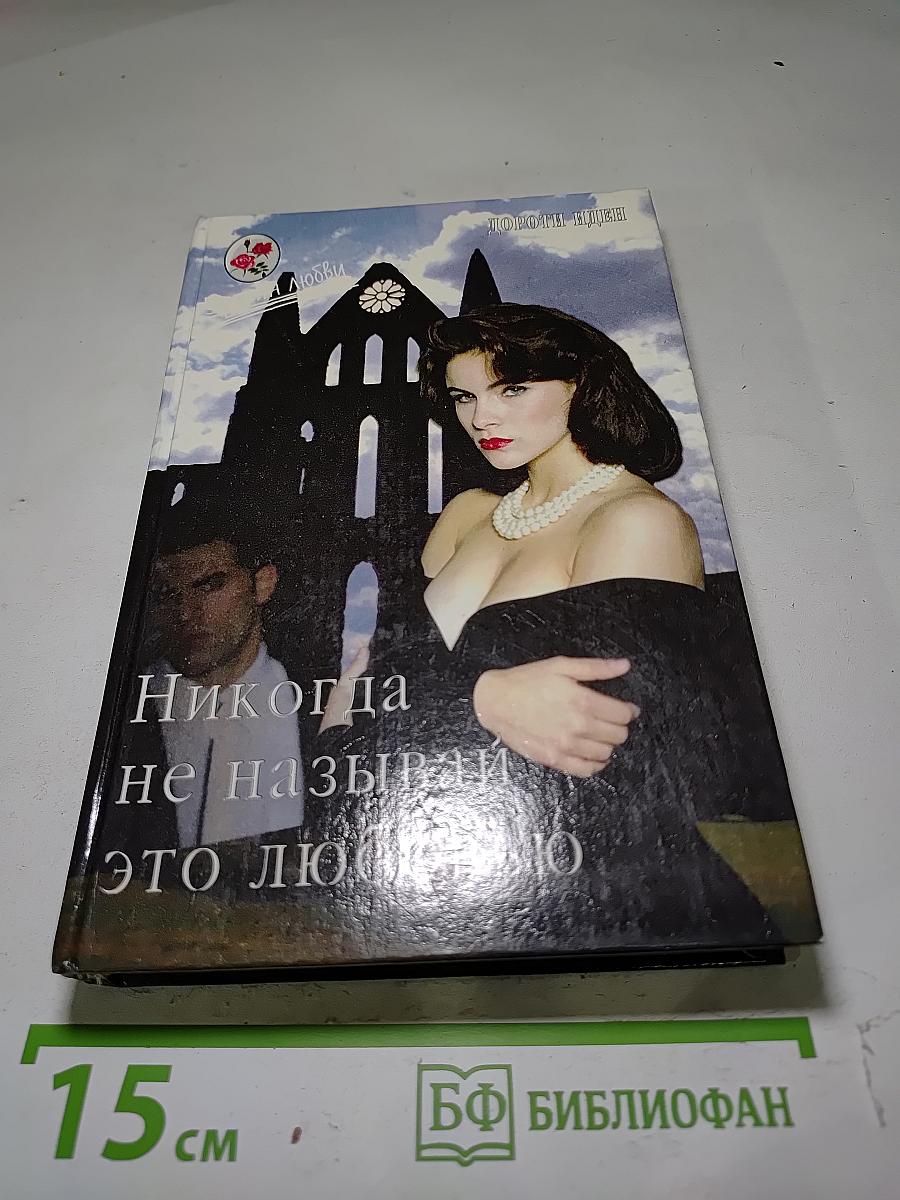 ДОРОТИ ИДЕН
любви
Никогда
не называй
это любовью
15 см
БФ БИБЛИОФАН